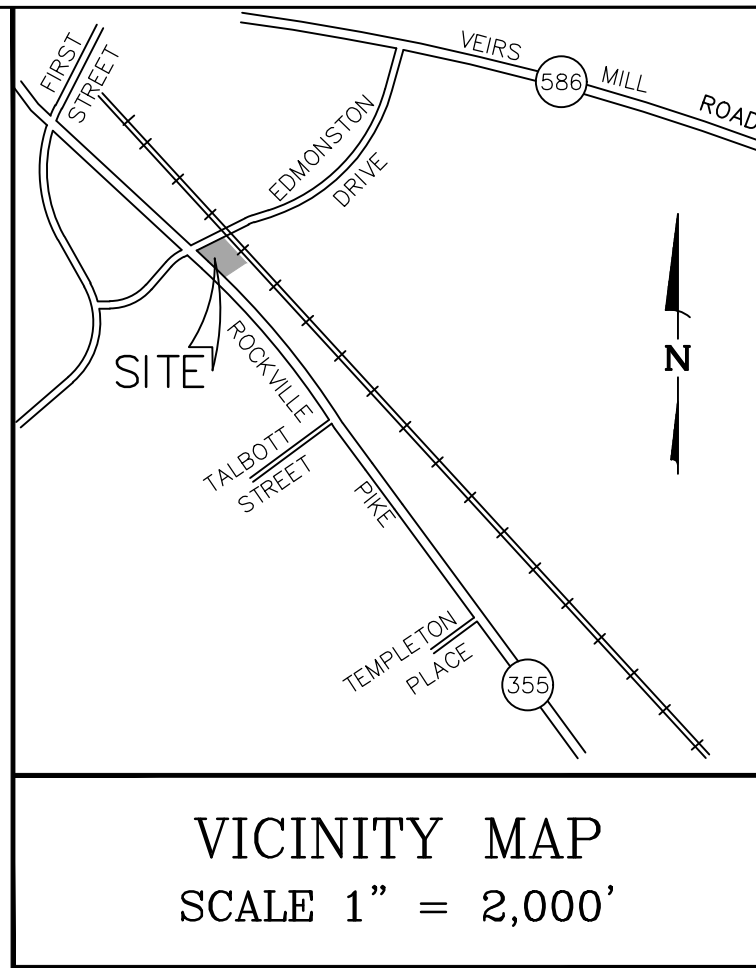 FIRST
STREET
VEIRS
586
MILL
ROAD
EDMONSTON
DRIVE
SITE
ROCKVILLE
PIKE
TALBOTT
STREET
N
TEMPLETON
PLACE
355
VICINITY MAP
SCALE 1” = 2,000’